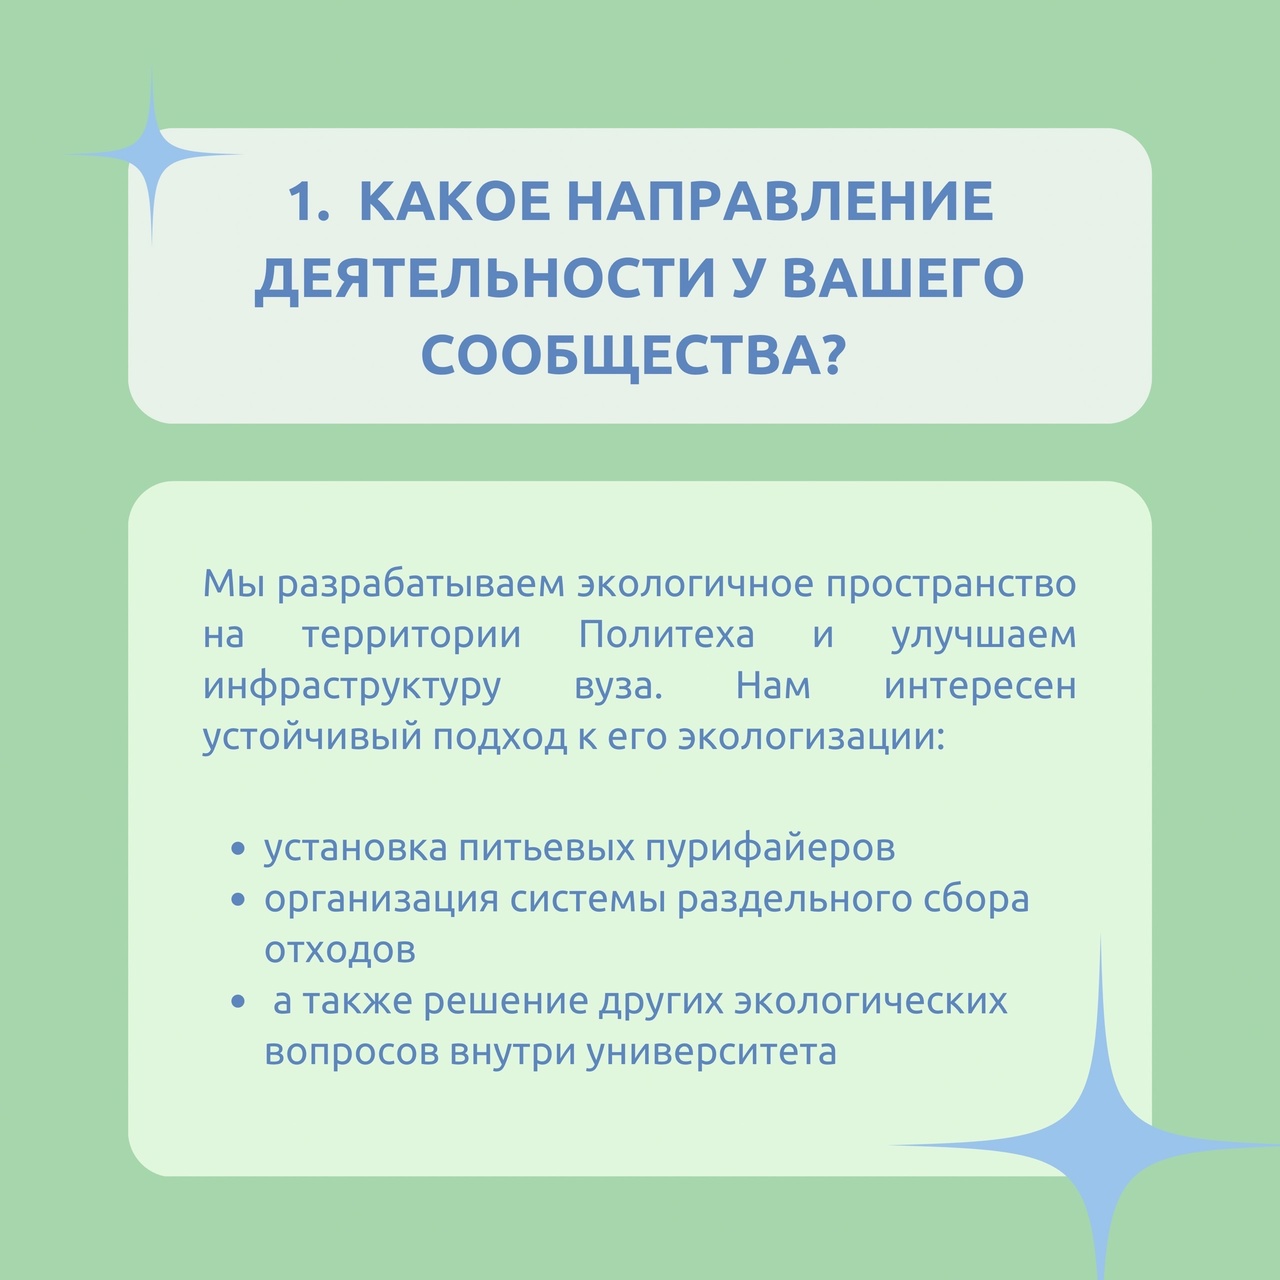 1. КАКОЕ НАПРАВЛЕНИЕ
ДЕЯТЕЛЬНОСТИ У ВАШЕГО
СООБЩЕСТВА?
Мы разрабатываем экологичное пространство
на территории Политеха и улучшаем
инфраструктуру вуза. Нам интересен
устойчивый подход к его экологизации:
• установка питьевых пурифайеров
• организация системы раздельного сбора
отходов
• а также решение других экологических
вопросов внутри университета